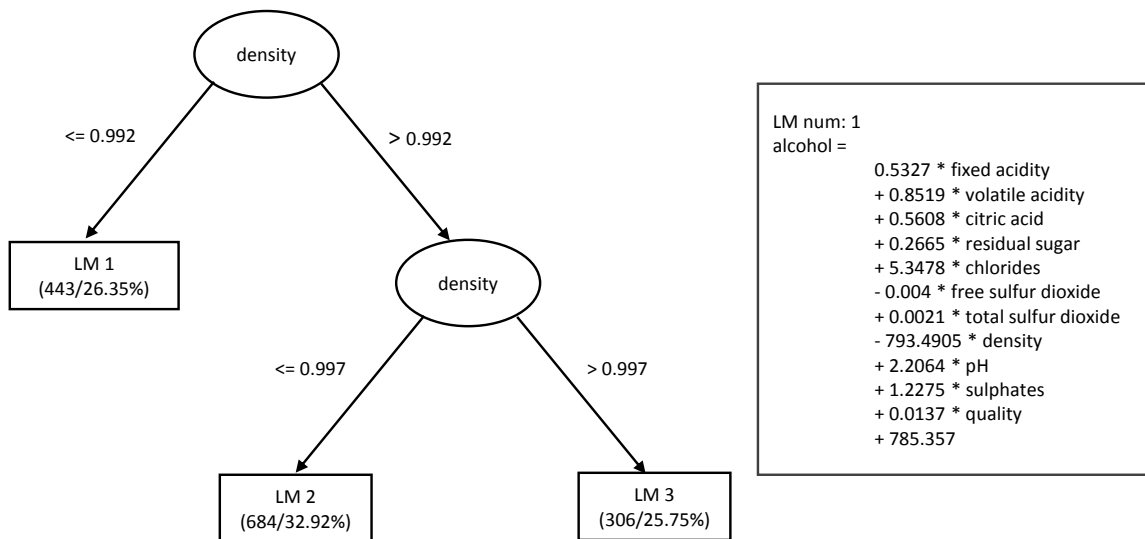 density
<= 0.992
> 0.992
LM 1
(443/26.35%)
density
<= 0.997
> 0.997
LM 2
(684/32.92%)
LM 3
(306/25.75%)
LM num: 1
alcohol =
0.5327 * fixed acidity
+ 0.8519 * volatile acidity
+ 0.5608 * citric acid
+ 0.2665 * residual sugar
+ 5.3478 * chlorides
- 0.004 * free sulfur dioxide
+ 0.0021 * total sulfur dioxide
- 793.4905 * density
+ 2.2064 * pH
+ 1.2275 * sulphates
+ 0.0137 * quality
+ 785.357